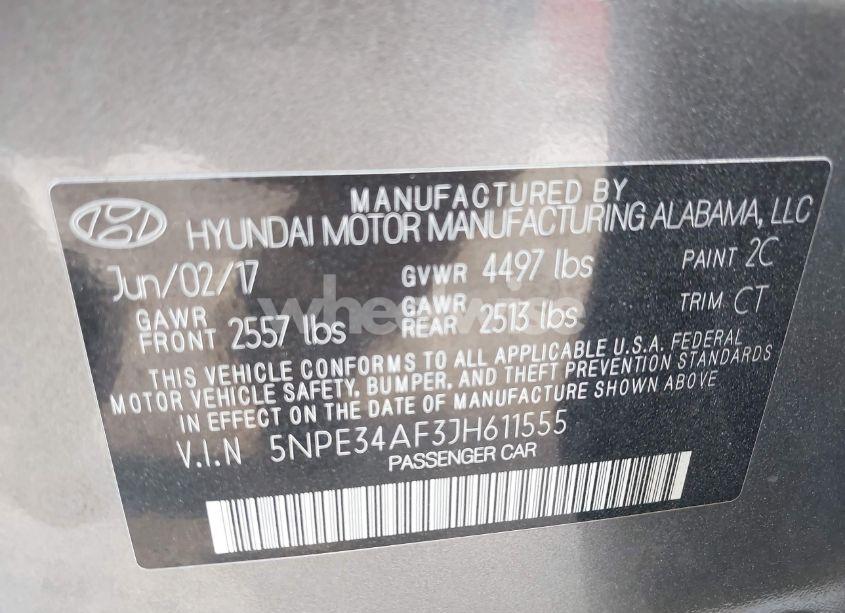 MANUFACTURED BY
HYUNDAI MOTOR MANUFACTURING ALABAMA, LLC
Jun/02/17 GVWR 4497 lbs PAINT 2C
GAWR FRONT 2557 lbs GAWR REAR 2513 lbs TRIM CT
THIS VEHICLE CONFORMS TO ALL APPLICABLE U.S.A. FEDERAL
MOTOR VEHICLE SAFETY, BUMPER, AND THEFT PREVENTION STANDARDS
IN EFFECT ON THE DATE OF MANUFACTURE SHOWN ABOVE
V.I.N 5NPE34AF3JH611555
PASSENGER CAR
wheelwise